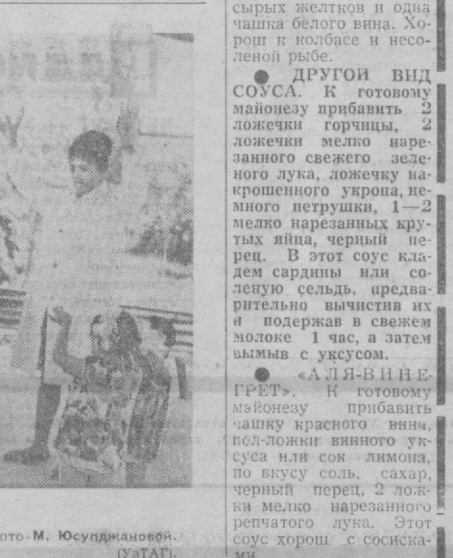 сырых желтков и одна
чашка белого вина. Хо-
рош к колбасе и несо-
леной рыбе.
● ДРУГОЙ ВИД
СОУСА. К готовому
майонезу прибавить 2
ложечки горчицы, 2
ложечки мелко наре-
занного свежего зеле-
ного лука, ложечку на-
крошенного укропа, не-
много петрушки, 1—2
мелко нарезанных кру-
тых яйца, черный пе-
рец. В этот соус кла-
дем сардины или со-
леную сельдь, предва-
рительно вычистив их
и подержав в свежем
молоке 1 час, а затем
вымыв с уксусом.
● «АЛЯ-ВИНЕ-
ГРЕТ». К готовому
майонезу прибавить
чашку красного вина,
пол-ложки винного ук-
суса или сок лимона,
по вкусу соль, сахар,
черный перец, 2 лож-
ки мелко нарезанного
репчатого лука. Этот
соус хорош с сосиска-
ми.
ото М. Юсупджановой.
(УзТАГ).